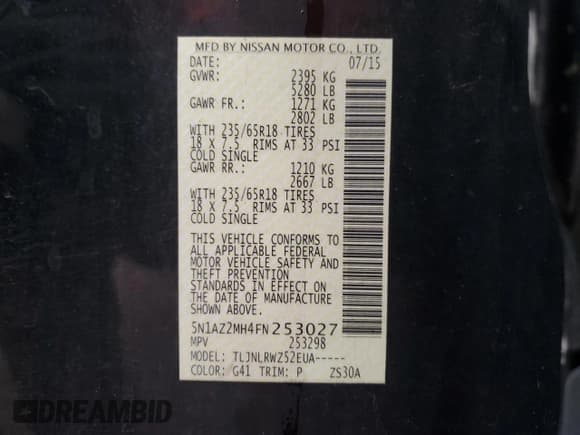 MFD BY NISSAN MOTOR CO., LTD.
DATE: 07/15
GVWR: 2395 KG
5280 LB
GAWR FR.: 1271 KG
2802 LB
WITH 235/65R18 TIRES
18 X 7.5 RIMS AT 33 PSI
COLD SINGLE
GAWR RR.: 1210 KG
2667 LB
WITH 235/65R18 TIRES
18 X 7.5 RIMS AT 33 PSI
COLD SINGLE
THIS VEHICLE CONFORMS TO
ALL APPLICABLE FEDERAL
MOTOR VEHICLE SAFETY AND
THEFT PREVENTION
STANDARDS IN EFFECT ON
THE DATE OF MANUFACTURE
SHOWN ABOVE.
5N1AZ2MH4FN253027
MPV 253298
MODEL: TLJNLRWZ52EUA-----
COLOR: G41 TRIM: P ZS30A
DREAMBID